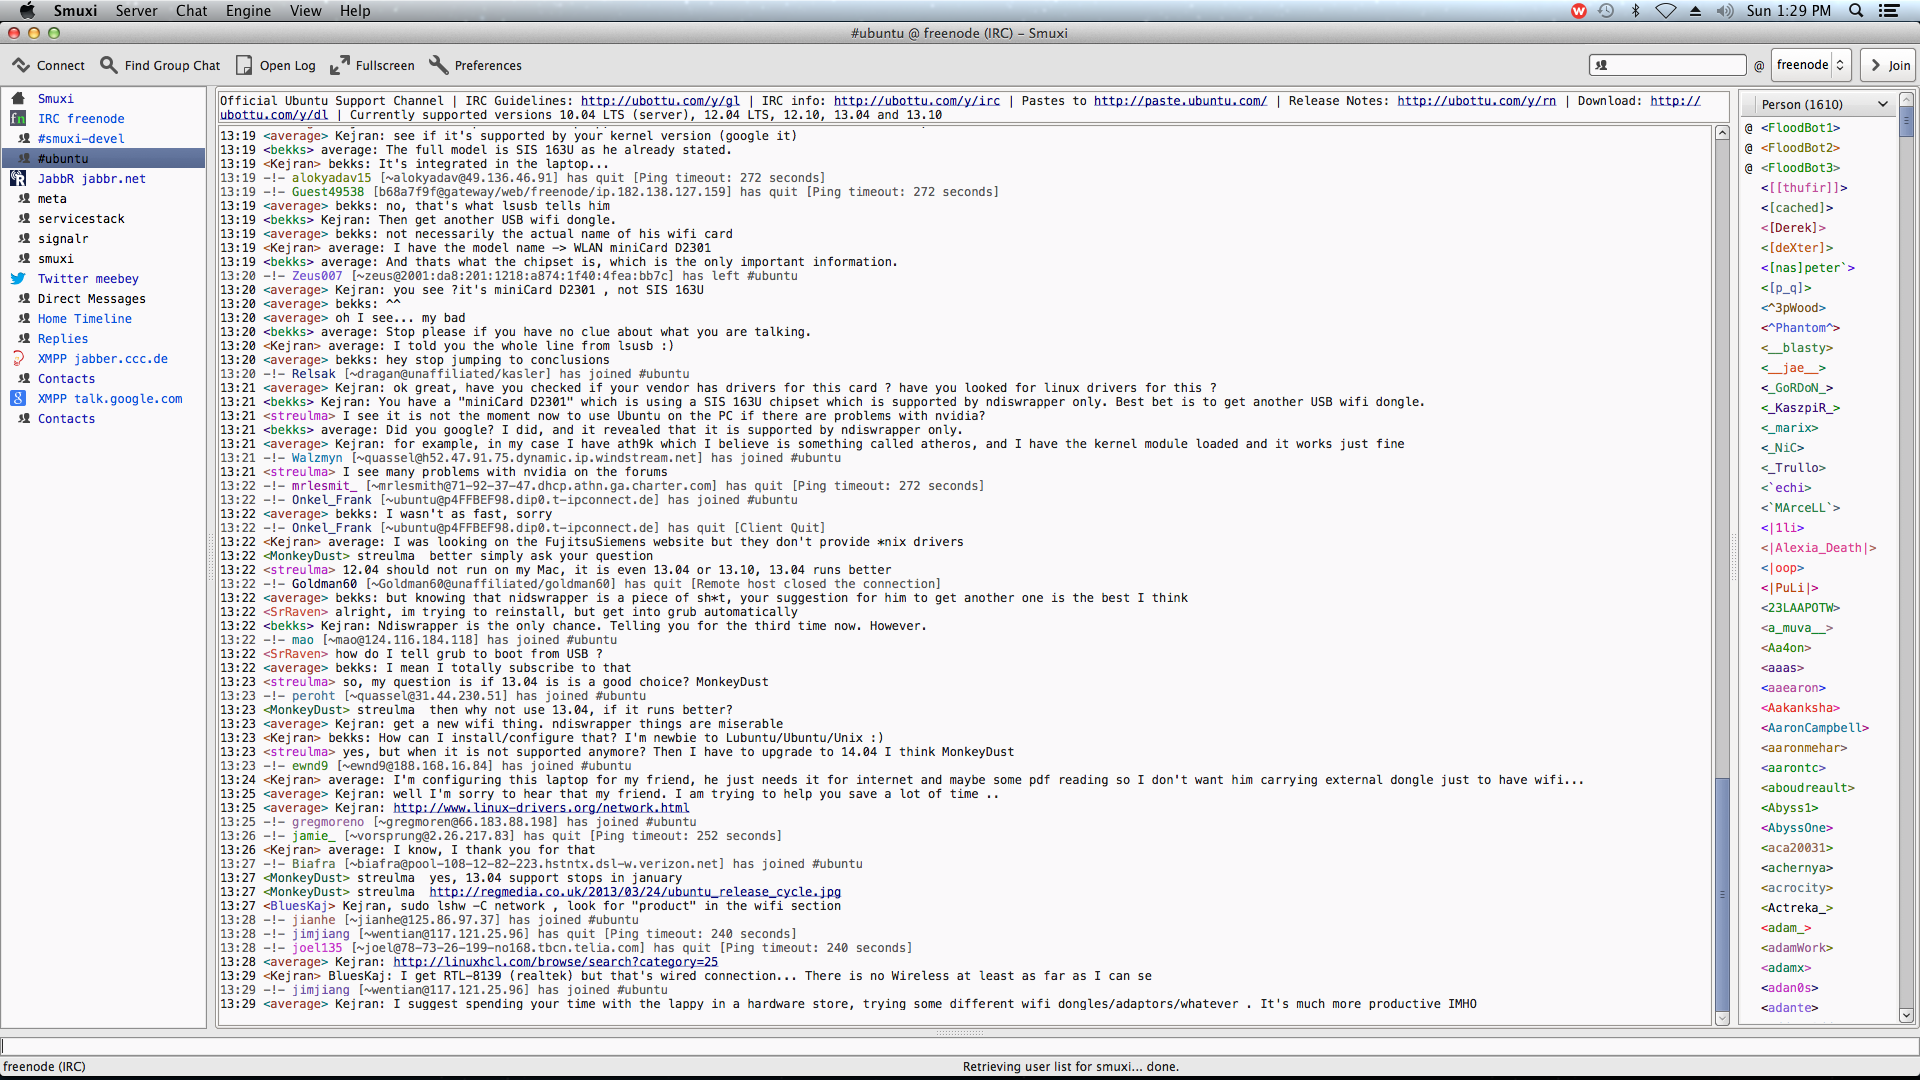 Smuxi Server Chat Engine View Help Sun 1:29 PM
#ubuntu @ freenode (IRC) – Smuxi
Connect Find Group Chat Open Log Fullscreen Preferences @ freenode Join
Smuxi
IRC freenode
#smuxi-devel
#ubuntu
JabbR jabbr.net
meta
servicestack
signalr
smuxi
Twitter meebey
Direct Messages
Home Timeline
Replies
XMPP jabber.ccc.de
Contacts
XMPP talk.google.com
Contacts
Official Ubuntu Support Channel | IRC Guidelines: http://ubottu.com/y/gl | IRC info: http://ubottu.com/y/irc | Pastes to http://paste.ubuntu.com/ | Release Notes: http://ubottu.com/y/rn | Download: http://
ubottu.com/y/dl | Currently supported versions 10.04 LTS (server), 12.04 LTS, 12.10, 13.04 and 13.10
13:19 <average> Kejran: see if it's supported by your kernel version (google it)
13:19 <bekks> average: The full model is SIS 163U as he already stated.
13:19 <Kejran> bekks: It's integrated in the laptop...
13:19 -!- alokyadav15 [~alokyadav@49.136.46.91] has quit [Ping timeout: 272 seconds]
13:19 -!- Guest49538 [b68a7f9f@gateway/web/freenode/ip.182.138.127.159] has quit [Ping timeout: 272 seconds]
13:19 <average> bekks: no, that's what lsusb tells him
13:19 <bekks> Kejran: Then get another USB wifi dongle.
13:19 <average> bekks: not necessarily the actual name of his wifi card
13:19 <Kejran> average: I have the model name -> WLAN miniCard D2301
13:19 <bekks> average: And thats what the chipset is, which is the only important information.
13:20 -!- Zeus007 [~zeus@2001:da8:201:1218:a874:1f40:4fea:bb7c] has left #ubuntu
13:20 <average> Kejran: you see ?it's miniCard D2301 , not SIS 163U
13:20 <average> bekks: ^^
13:20 <average> oh I see... my bad
13:20 <bekks> average: Stop please if you have no clue about what you are talking.
13:20 <Kejran> average: I told you the whole line from lsusb :)
13:20 <average> bekks: hey stop jumping to conclusions
13:20 -!- Relsak [~dragan@unaffiliated/kasler] has joined #ubuntu
13:21 <average> Kejran: ok great, have you checked if your vendor has drivers for this card ? have you looked for linux drivers for this ?
13:21 <bekks> Kejran: You have a "miniCard D2301" which is using a SIS 163U chipset which is supported by ndiswrapper only. Best bet is to get another USB wifi dongle.
13:21 <streulma> I see it is not the moment now to use Ubuntu on the PC if there are problems with nvidia?
13:21 <bekks> average: Did you google? I did, and it revealed that it is supported by ndiswrapper only.
13:21 <average> Kejran: for example, in my case I have ath9k which I believe is something called atheros, and I have the kernel module loaded and it works just fine
13:21 -!- Walzmyn [~quassel@h52.47.91.75.dynamic.ip.windstream.net] has joined #ubuntu
13:21 <streulma> I see many problems with nvidia on the forums
13:21 -!- mrlesmit_ [~mrlesmith@71-92-37-47.dhcp.athn.ga.charter.com] has quit [Ping timeout: 272 seconds]
13:22 -!- Onkel_Frank [~ubuntu@p4FFBEF98.dip0.t-ipconnect.de] has joined #ubuntu
13:22 <average> bekks: I wasn't as fast, sorry
13:22 -!- Onkel_Frank [~ubuntu@p4FFBEF98.dip0.t-ipconnect.de] has quit [Client Quit]
13:22 <Kejran> average: I was looking on the FujitsuSiemens website but they don't provide *nix drivers
13:22 <MonkeyDust> streulma  better simply ask your question
13:22 <streulma> 12.04 should not run on my Mac, it is even 13.04 or 13.10, 13.04 runs better
13:22 -!- Goldman60 [~Goldman60@unaffiliated/goldman60] has quit [Remote host closed the connection]
13:22 <average> bekks: but knowing that nidswrapper is a piece of sh*t, your suggestion for him to get another one is the best I think
13:22 <SrRaven> alright, im trying to reinstall, but get into grub automatically
13:22 <bekks> Kejran: Ndiswrapper is the only chance. Telling you for the third time now. However.
13:22 -!- mao [~mao@124.116.184.118] has joined #ubuntu
13:22 <SrRaven> how do I tell grub to boot from USB ?
13:22 <average> bekks: I mean I totally subscribe to that
13:23 <streulma> so, my question is if 13.04 is is a good choice? MonkeyDust
13:23 -!- peroht [~quassel@31.44.230.51] has joined #ubuntu
13:23 <MonkeyDust> streulma  then why not use 13.04, if it runs better?
13:23 <average> Kejran: get a new wifi thing. ndiswrapper things are miserable
13:23 <Kejran> bekks: How can I install/configure that? I'm newbie to Lubuntu/Ubuntu/Unix :)
13:23 <streulma> yes, but when it is not supported anymore? Then I have to upgrade to 14.04 I think MonkeyDust
13:23 -!- ewnd9 [~ewnd9@188.168.16.84] has joined #ubuntu
13:24 <Kejran> average: I'm configuring this laptop for my friend, he just needs it for internet and maybe some pdf reading so I don't want him carrying external dongle just to have wifi...
13:25 <average> Kejran: well I'm sorry to hear that my friend. I am trying to help you save a lot of time ..
13:25 <average> Kejran: http://www.linux-drivers.org/network.html
13:25 -!- gregmoreno [~gregmoren@66.183.88.198] has joined #ubuntu
13:26 -!- jamie_ [~vorsprung@2.26.217.83] has quit [Ping timeout: 252 seconds]
13:26 <Kejran> average: I know, I thank you for that
13:27 -!- Biafra [~biafra@pool-108-12-82-223.hstntx.dsl-w.verizon.net] has joined #ubuntu
13:27 <MonkeyDust> streulma  yes, 13.04 support stops in january
13:27 <MonkeyDust> streulma  http://regmedia.co.uk/2013/03/24/ubuntu_release_cycle.jpg
13:27 <BluesKaj> Kejran, sudo lshw -C network , look for "product" in the wifi section
13:28 -!- jianhe [~jianhe@125.86.97.37] has joined #ubuntu
13:28 -!- jimjiang [~wentian@117.121.25.96] has quit [Ping timeout: 240 seconds]
13:28 -!- joel135 [~joel@78-73-26-199-no168.tbcn.telia.com] has quit [Ping timeout: 240 seconds]
13:28 <average> Kejran: http://linuxhcl.com/browse/search?category=25
13:29 <Kejran> BluesKaj: I get RTL-8139 (realtek) but that's wired connection... There is no Wireless at least as far as I can se
13:29 -!- jimjiang [~wentian@117.121.25.96] has joined #ubuntu
13:29 <average> Kejran: I suggest spending your time with the lappy in a hardware store, trying some different wifi dongles/adaptors/whatever . It's much more productive IMHO
Person (1610)
@ <FloodBot1>
@ <FloodBot2>
@ <FloodBot3>
<[[thufir]]>
<[cached]>
<[Derek]>
<[deXter]>
<[nas]peter`>
<[p_q]>
<^3pWood>
<^Phantom^>
<__blasty>
<__jae__>
<_GoRDoN_>
<_KaszpiR_>
<_marix>
<_NiC>
<_Trullo>
<`echi>
<`MArceLL`>
<|1li>
<|Alexia_Death|>
<|oop>
<|PuLi|>
<23LAAPOTW>
<a_muva__>
<Aa4on>
<aaas>
<aaearon>
<Aakanksha>
<AaronCampbell>
<aaronmehar>
<aarontc>
<aboudreault>
<Abyss1>
<AbyssOne>
<aca20031>
<achernya>
<acrocity>
<Actreka_>
<adam_>
<adamWork>
<adamx>
<adan0s>
<adante>
freenode (IRC) Retrieving user list for smuxi... done.